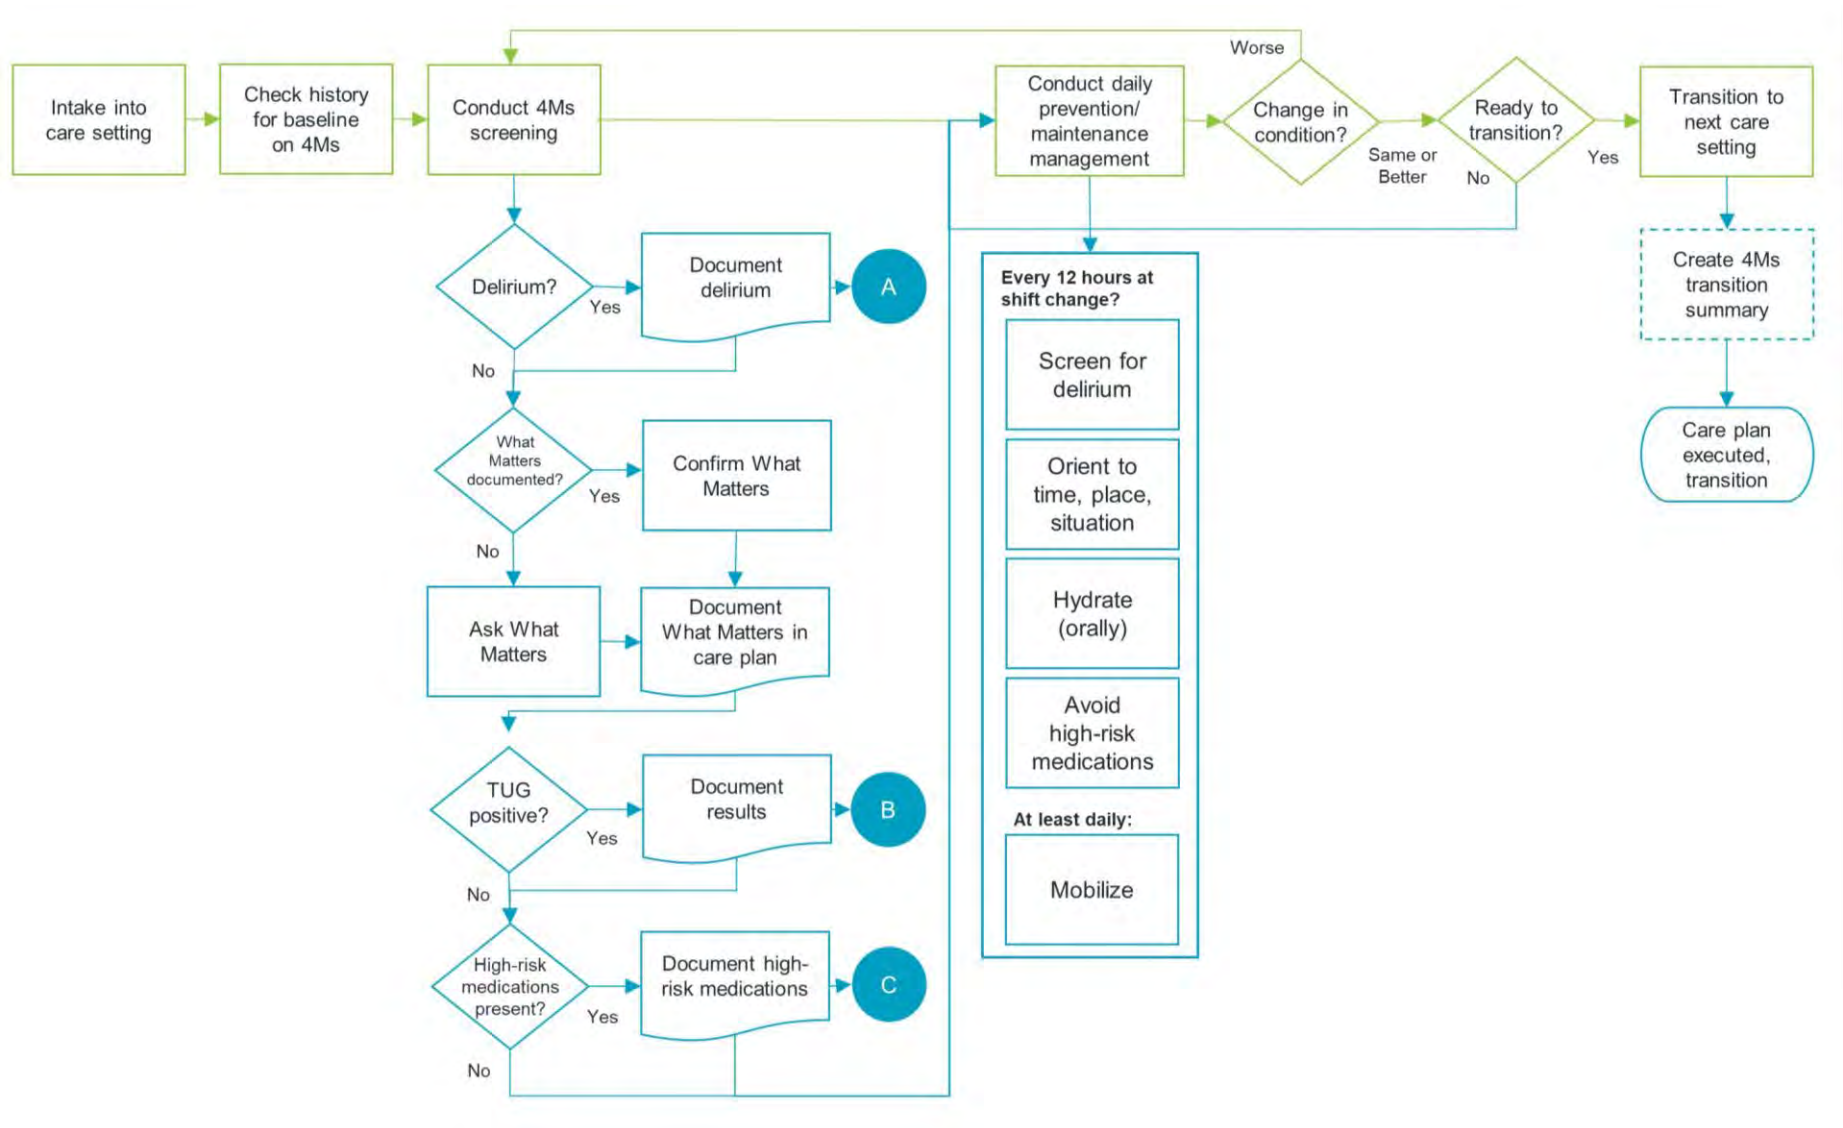 Intake into
care setting
Check history
for baseline
on 4Ms
Conduct 4Ms
screening
Conduct daily
prevention/
maintenance
management
Worse
Change in
condition?
Same or
Better
Ready to
transition?
No
Yes
Transition to
next care
setting
Create 4Ms
transition
summary
Care plan
executed,
transition
Delirium?
Yes
No
Document
delirium
A
What
Matters
documented?
Yes
No
Confirm What
Matters
Ask What
Matters
Document
What Matters in
care plan
TUG
positive?
Yes
No
Document
results
B
High-risk
medications
present?
Yes
No
Document high-
risk medications
C
Every 12 hours at
shift change?
Screen for
delirium
Orient to
time, place,
situation
Hydrate
(orally)
Avoid
high-risk
medications
At least daily:
Mobilize